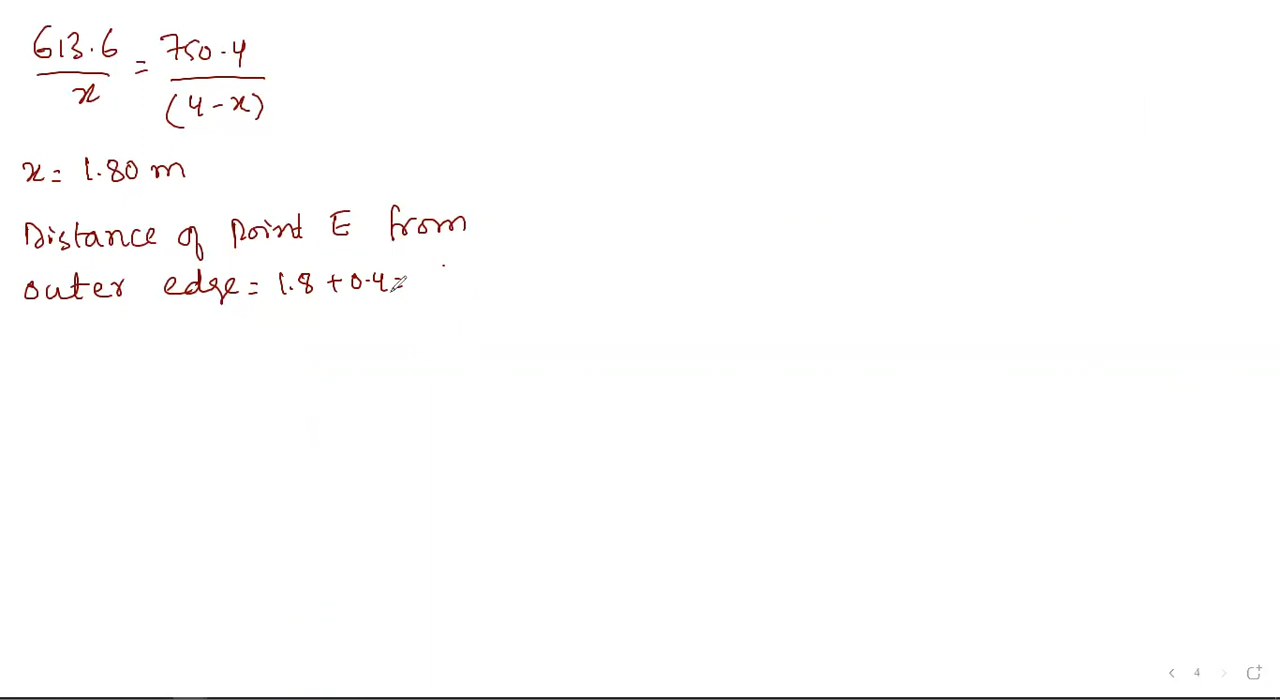 613.6/x = 750.4/(4-x)
x = 1.80 m
Distance of Point E from
outer edge = 1.8 + 0.4 =
4